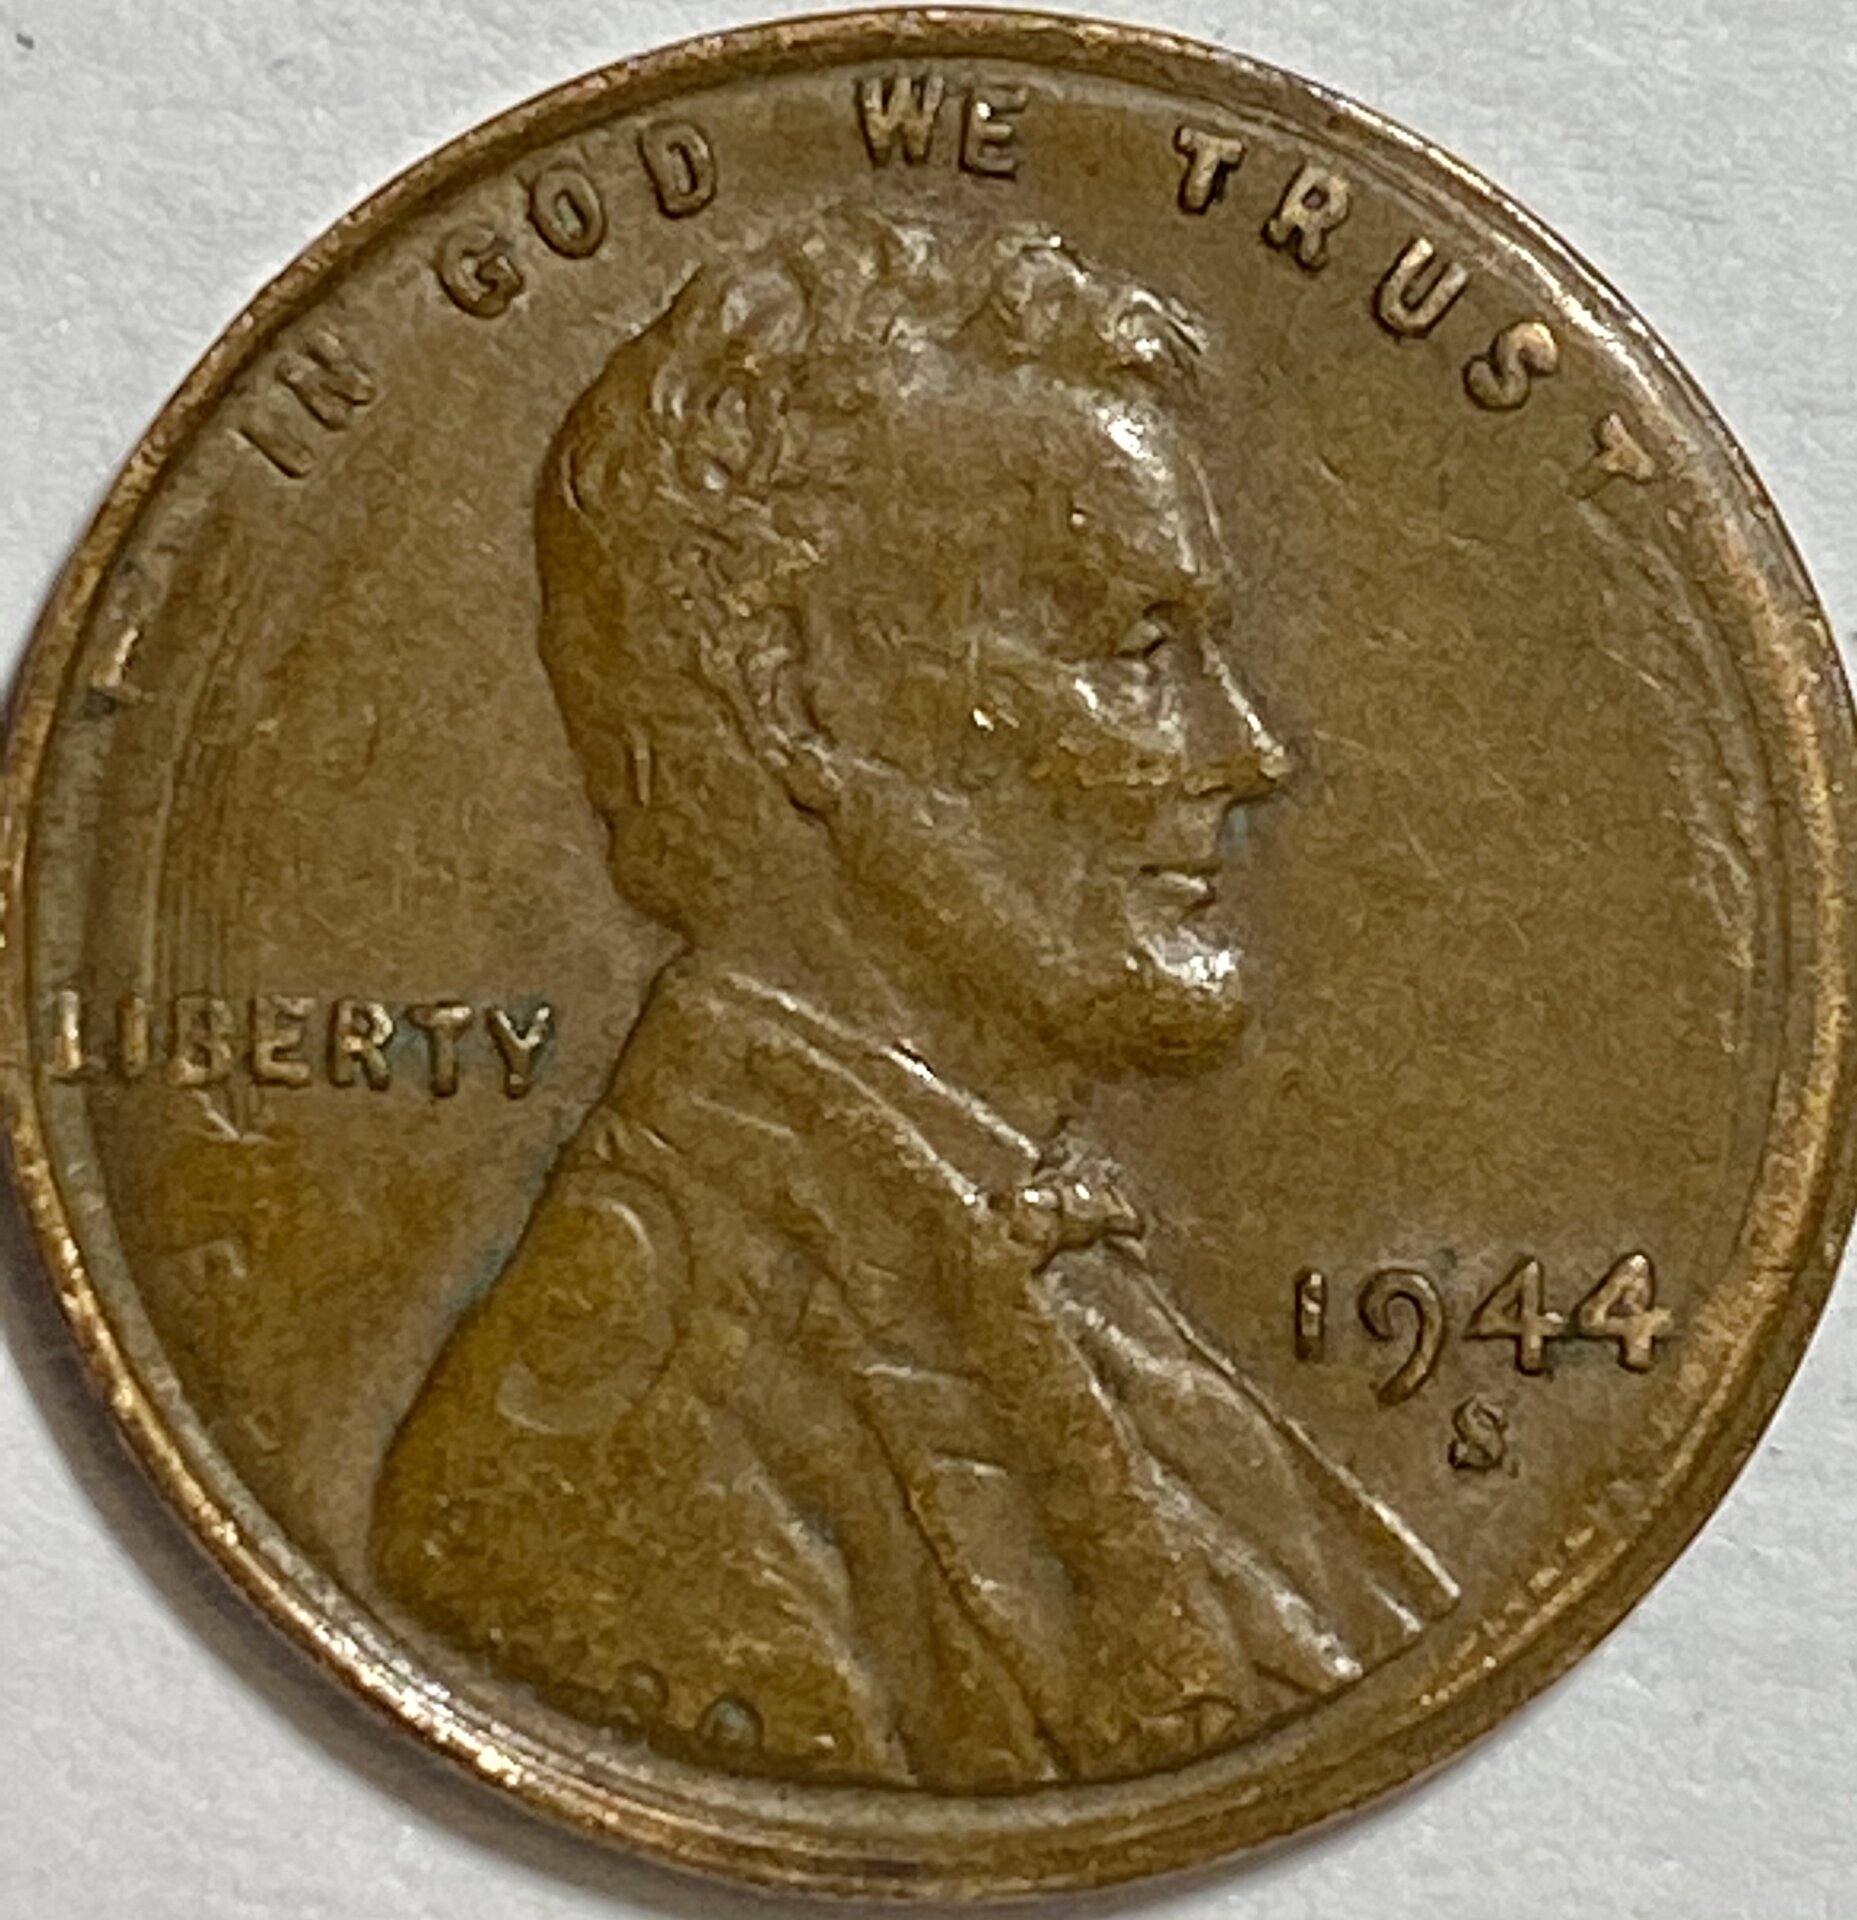 IN GOD WE TRUST
LIBERTY
1944
S